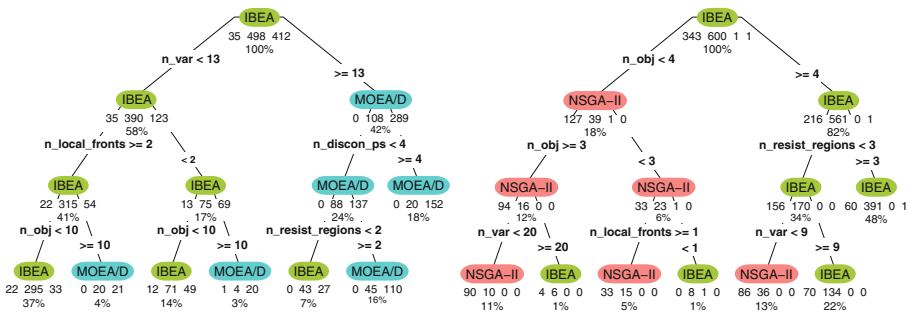 IBEA
35 498 412
100%
n_var < 13
>= 13
IBEA
35 390 123
58%
MOEA/D
0 108 289
42%
n_local_fronts >= 2
< 2
n_discon_ps < 4
>= 4
IBEA
22 315 54
41%
IBEA
13 75 69
17%
MOEA/D
0 88 137
24%
MOEA/D
0 20 152
18%
n_obj < 10
>= 10
n_obj < 10
>= 10
n_resist_regions < 2
>= 2
IBEA
22 295 33
37%
MOEA/D
0 20 21
4%
IBEA
12 71 49
14%
MOEA/D
1 4 20
3%
IBEA
0 43 27
7%
MOEA/D
0 45 110
16%
IBEA
343 600 1 1
100%
n_obj < 4
>= 4
NSGA–II
127 39 1 0
18%
IBEA
216 561 0 1
82%
n_obj >= 3
< 3
n_resist_regions < 3
>= 3
NSGA–II
94 16 0 0
12%
NSGA–II
33 23 1 0
6%
IBEA
156 170 0 0
34%
IBEA
60 391 0 1
48%
n_var < 20
>= 20
n_local_fronts >= 1
< 1
n_var < 9
>= 9
NSGA–II
90 10 0 0
11%
IBEA
4 6 0 0
1%
NSGA–II
33 15 0 0
5%
IBEA
0 8 1 0
1%
NSGA–II
86 36 0 0
13%
IBEA
70 134 0 0
22%